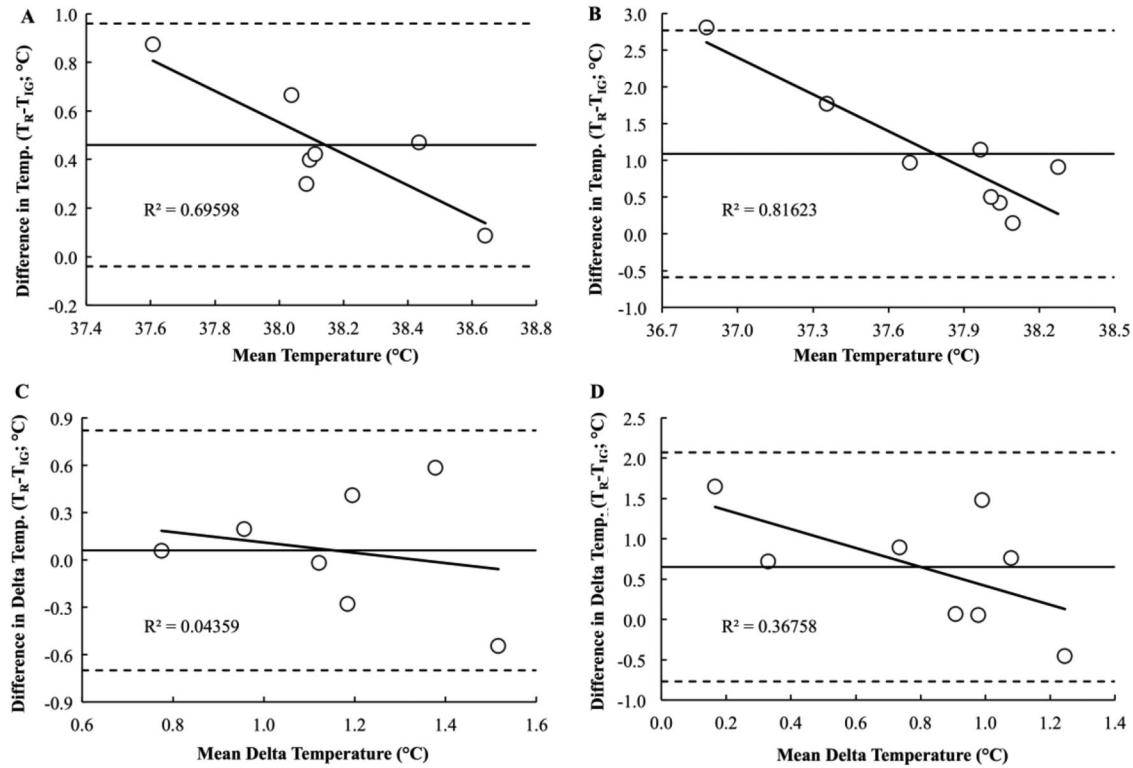 A
Difference in Temp. (TR-TIG; °C)
1.0
0.8
0.6
0.4
0.2
0.0
-0.2
R² = 0.69598
37.4 37.6 37.8 38.0 38.2 38.4 38.6 38.8
Mean Temperature (°C)
B
Difference in Temp. (TR-TIG; °C)
3.0
2.5
2.0
1.5
1.0
0.5
0.0
-0.5
-1.0
R² = 0.81623
36.7 37.0 37.3 37.6 37.9 38.2 38.5
Mean Temperature (°C)
C
Difference in Delta Temp. (TR-TIG; °C)
0.9
0.6
0.3
0.0
-0.3
-0.6
-0.9
R² = 0.04359
0.6 0.8 1.0 1.2 1.4 1.6
Mean Delta Temperature (°C)
D
Difference in Delta Temp. (TR-TIG; °C)
2.5
2.0
1.5
1.0
0.5
0.0
-0.5
-1.0
R² = 0.36758
0.0 0.2 0.4 0.6 0.8 1.0 1.2 1.4
Mean Delta Temperature (°C)